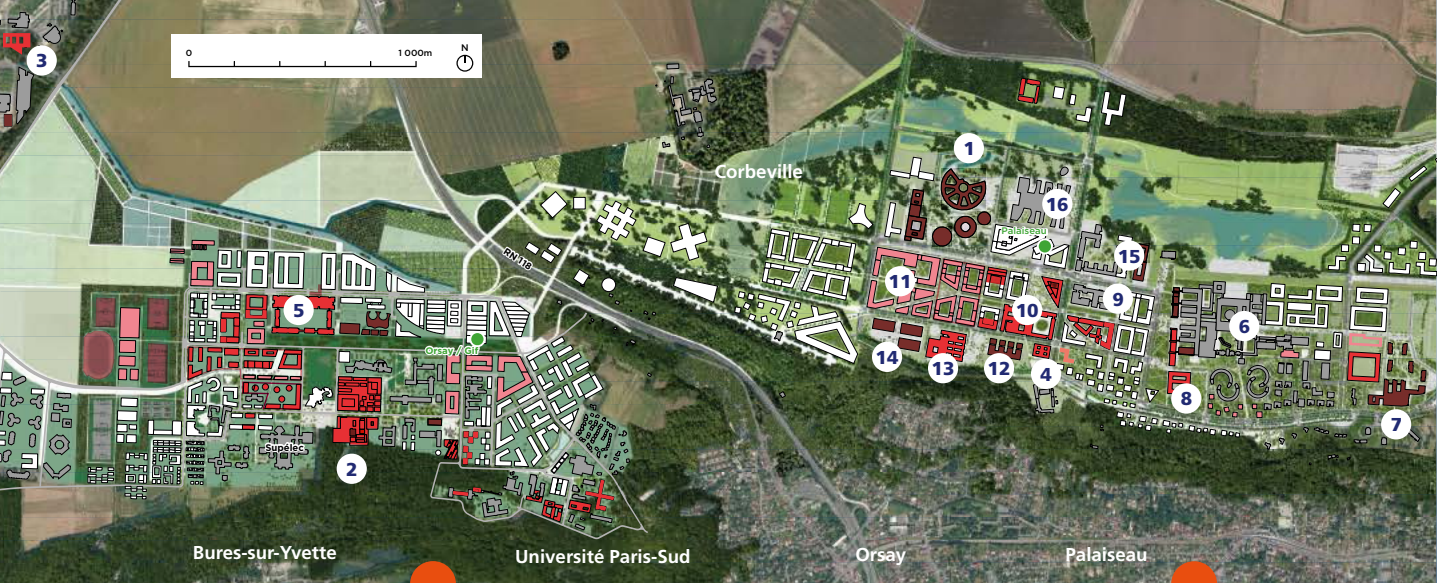 3
0 1 000m N
1
Corbeville
16
Palaiseau
RN 118
15
11
9
5
10
6
Orsay / Gif
14
13
12
4
8
7
Supélec
2
Bures-sur-Yvette
Université Paris-Sud
Orsay
Palaiseau